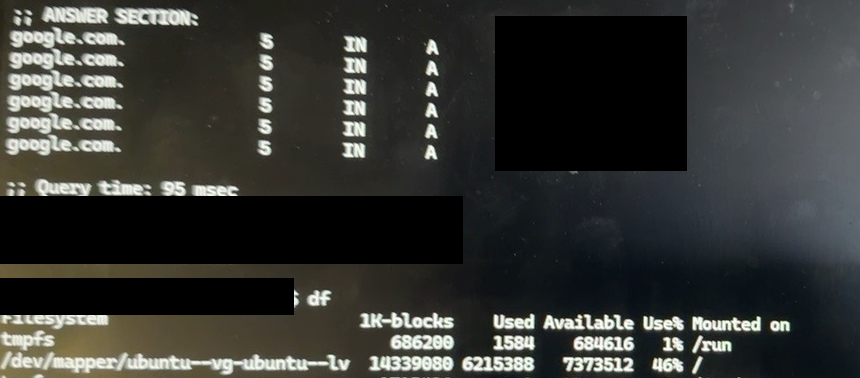 ;; ANSWER SECTION:
google.com. 5 IN A
google.com. 5 IN A
google.com. 5 IN A
google.com. 5 IN A
google.com. 5 IN A
google.com. 5 IN A
;; Query time: 95 msec
$ df
Filesystem 1K-blocks Used Available Use% Mounted on
tmpfs 686200 1584 684616 1% /run
/dev/mapper/ubuntu--vg-ubuntu--lv 14339080 6215388 7373512 46% /